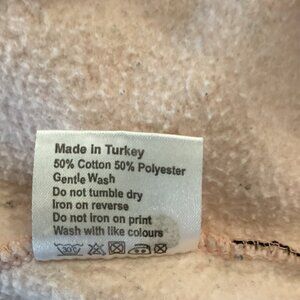 Made in Turkey
50% Cotton 50% Polyester
Gentle Wash
Do not tumble dry
Iron on reverse
Do not iron on print
Wash with like colours
30°C